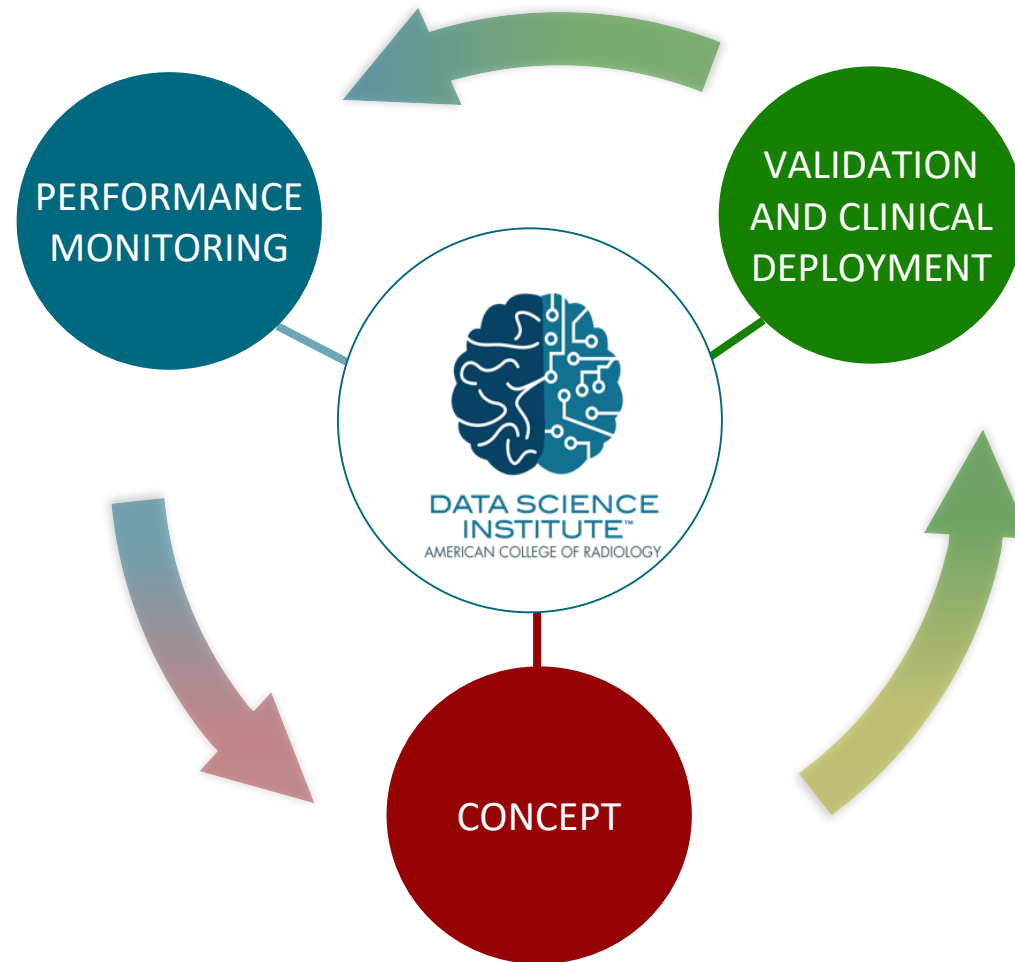 PERFORMANCE
MONITORING
VALIDATION
AND CLINICAL
DEPLOYMENT
DATA SCIENCE
INSTITUTE™
AMERICAN COLLEGE OF RADIOLOGY
CONCEPT